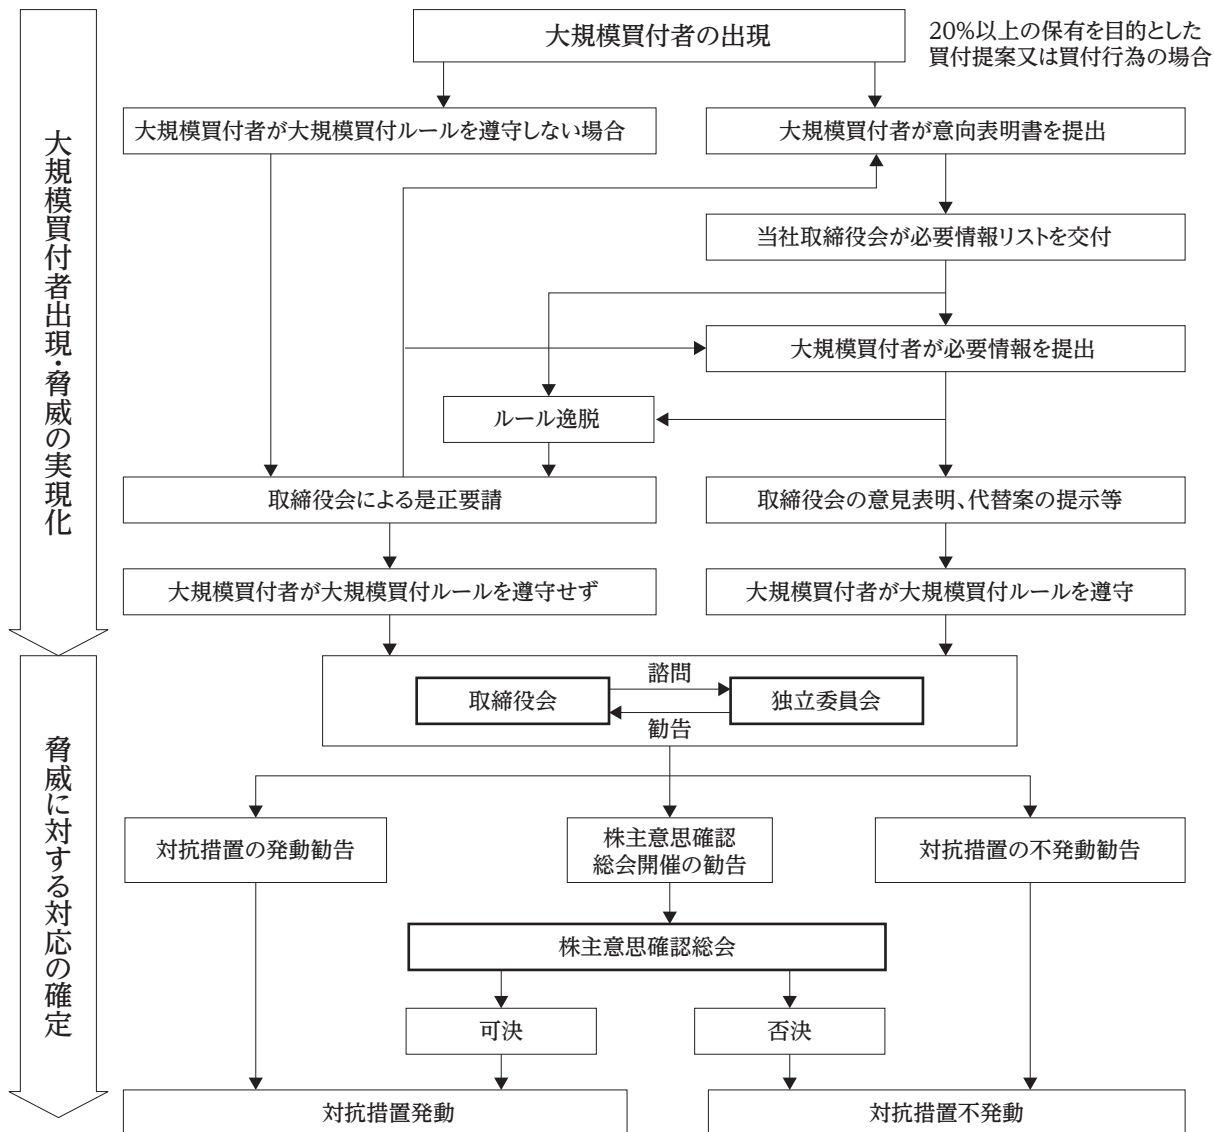 大規模買付者の出現
20%以上の保有を目的とした
買付提案又は買付行為の場合
大規模買付者出現・脅威の実現化
大規模買付者が大規模買付ルールを遵守しない場合
大規模買付者が意向表明書を提出
当社取締役会が必要情報リストを交付
大規模買付者が必要情報を提出
ルール逸脱
取締役会による是正要請
取締役会の意見表明、代替案の提示等
大規模買付者が大規模買付ルールを遵守せず
大規模買付者が大規模買付ルールを遵守
脅威に対する対応の確定
諮問
取締役会
独立委員会
勧告
対抗措置の発動勧告
株主意思確認
総会開催の勧告
対抗措置の不発動勧告
株主意思確認総会
可決
否決
対抗措置発動
対抗措置不発動